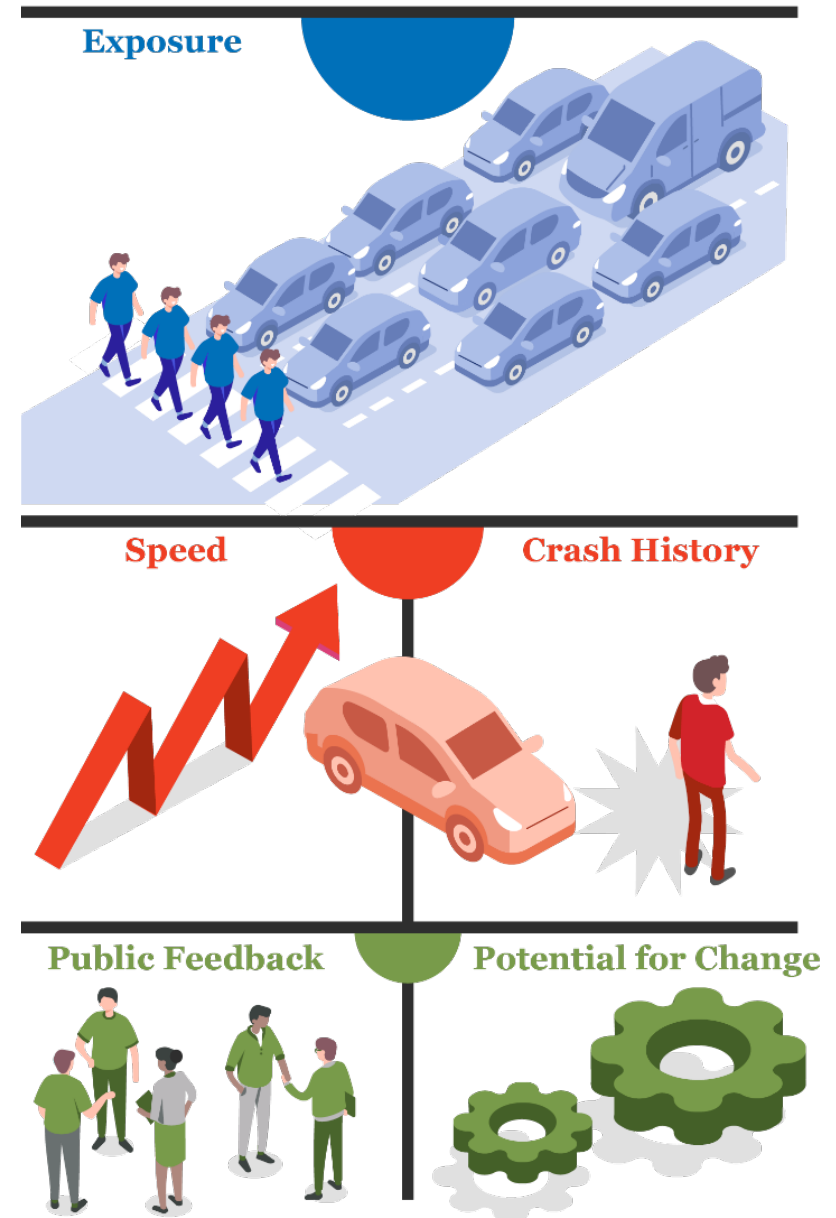 Exposure
Speed
Crash History
Public Feedback
Potential for Change